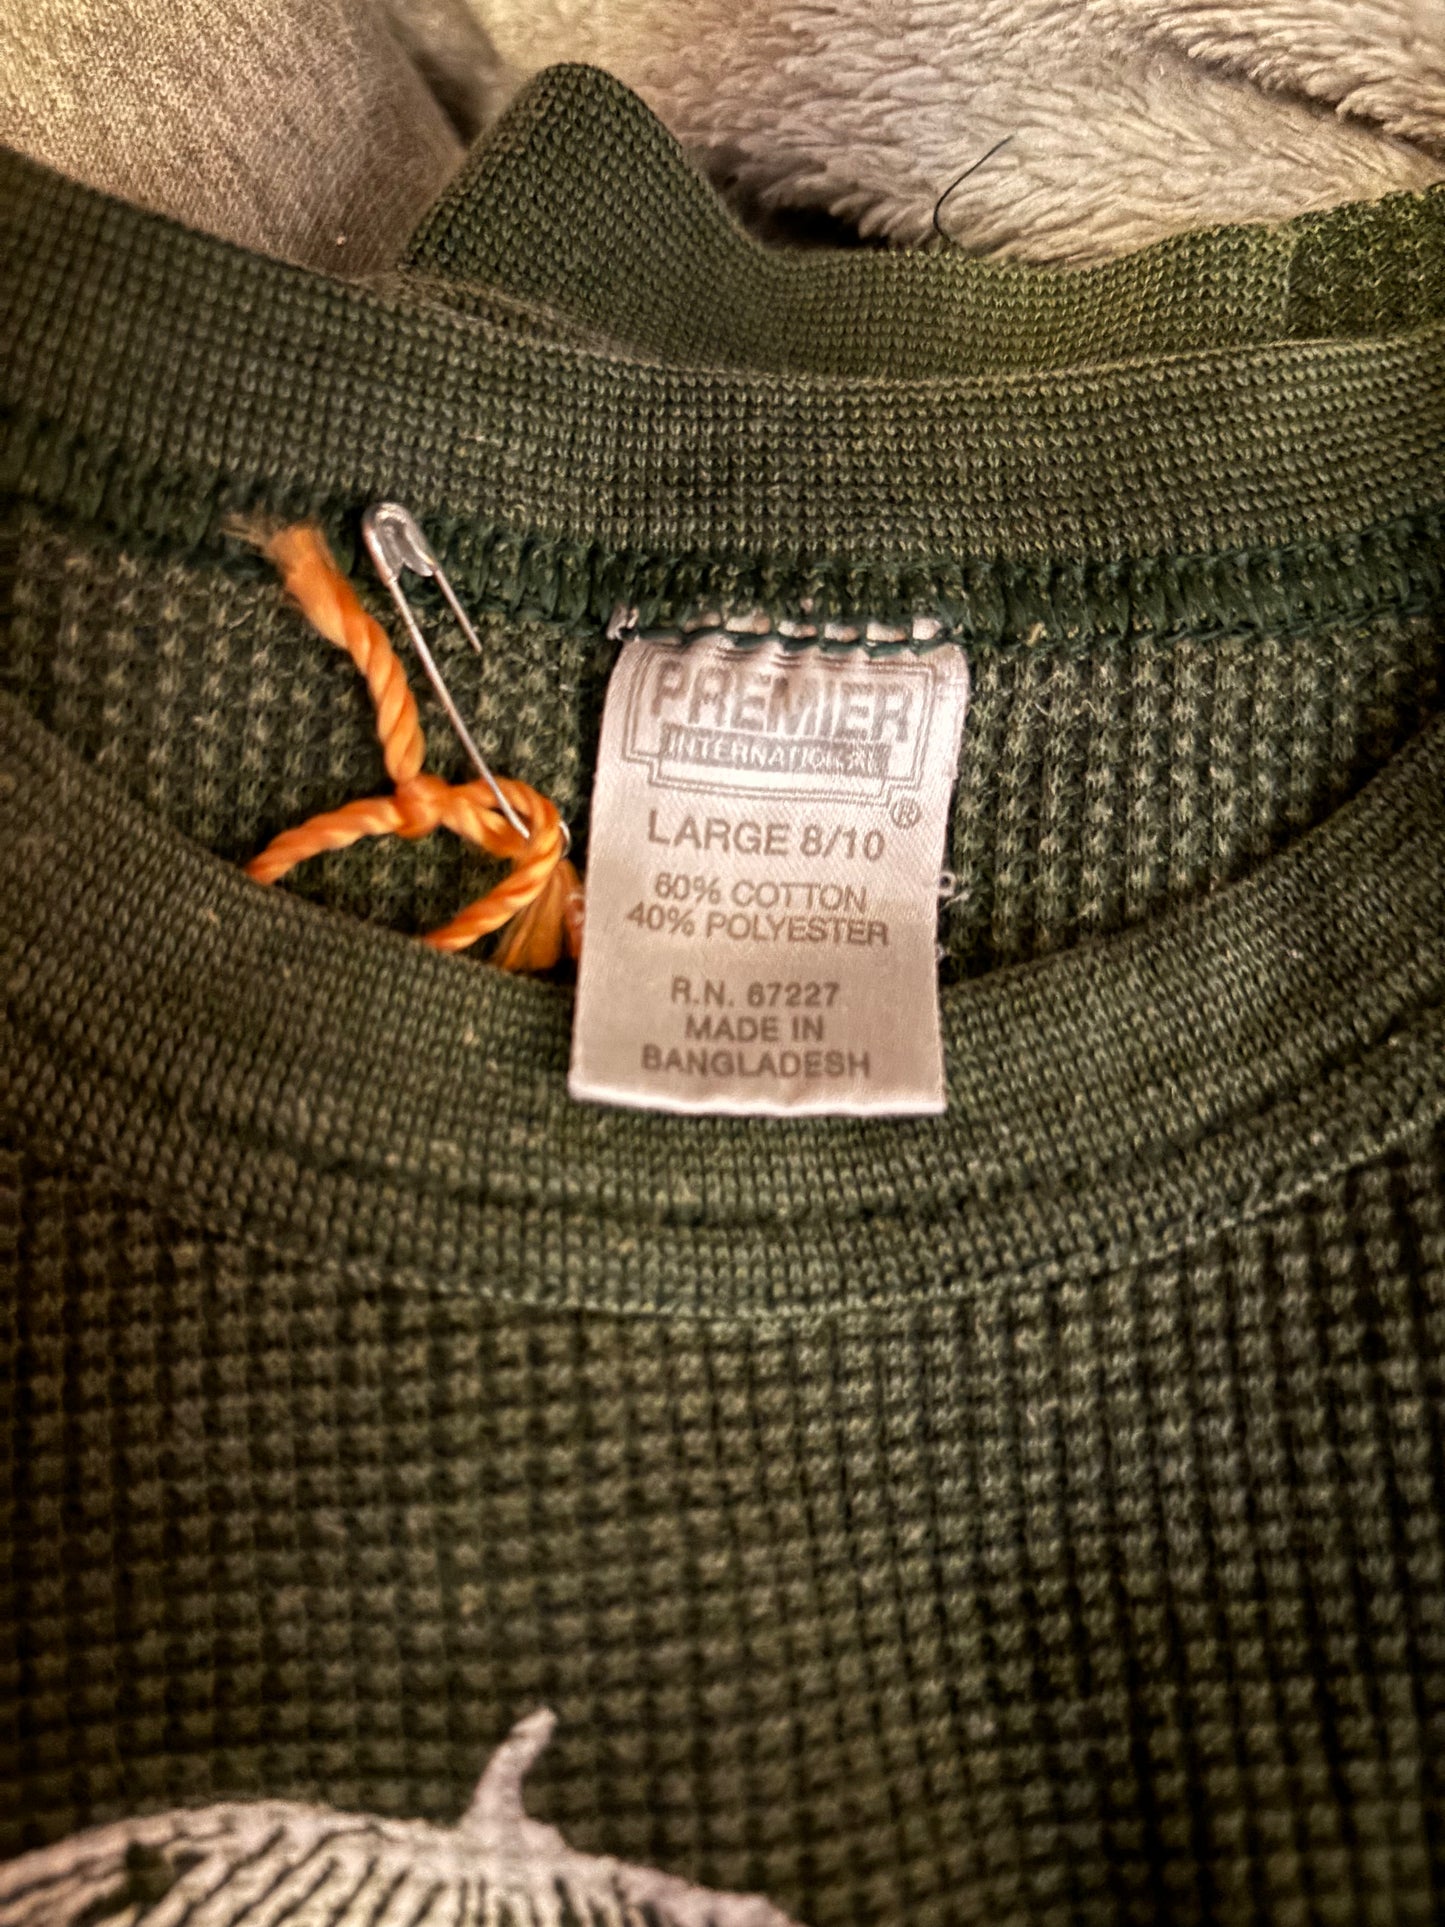 PREMIER
INTERNATIONAL
®
LARGE 8/10
60% COTTON
40% POLYESTER
R.N. 67227
MADE IN
BANGLADESH